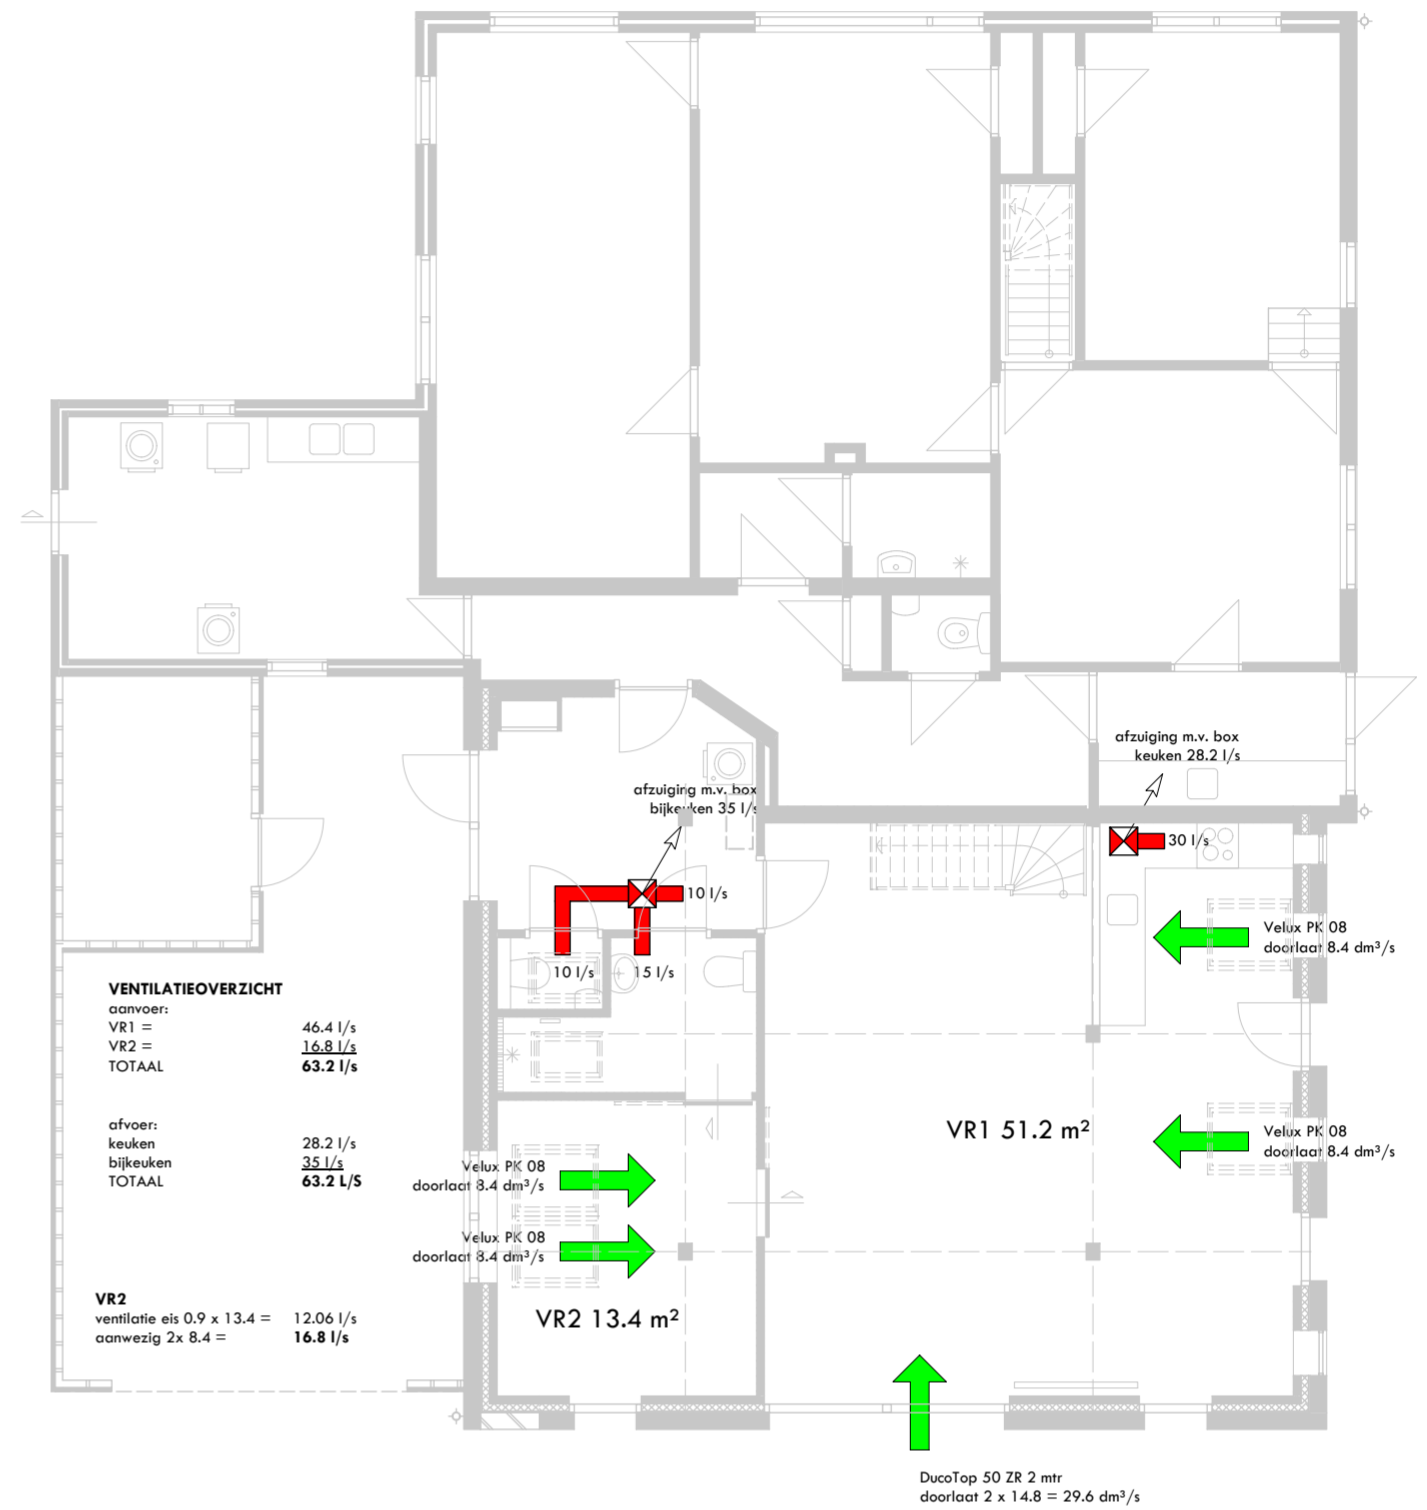 afzuiging m.v. box
keuken 28.2 l/s
afzuiging m.v. box
bijkeuken 35 l/s
30 l/s
10 l/s
10 l/s
15 l/s
Velux PK 08
doorlaat 8.4 dm³/s
VENTILATIEOVERZICHT
aanvoer:
VR1 = 46.4 l/s
VR2 = 16.8 l/s
TOTAAL 63.2 l/s
afvoer:
keuken 28.2 l/s
bijkeuken 35 l/s
TOTAAL 63.2 L/S
VR1 51.2 m²
Velux PK 08
doorlaat 8.4 dm³/s
Velux PK 08
doorlaat 8.4 dm³/s
Velux PK 08
doorlaat 8.4 dm³/s
VR2
ventilatie eis 0.9 x 13.4 = 12.06 l/s
aanwezig 2x 8.4 = 16.8 l/s
VR2 13.4 m²
DucoTop 50 ZR 2 mtr
doorlaat 2 x 14.8 = 29.6 dm³/s